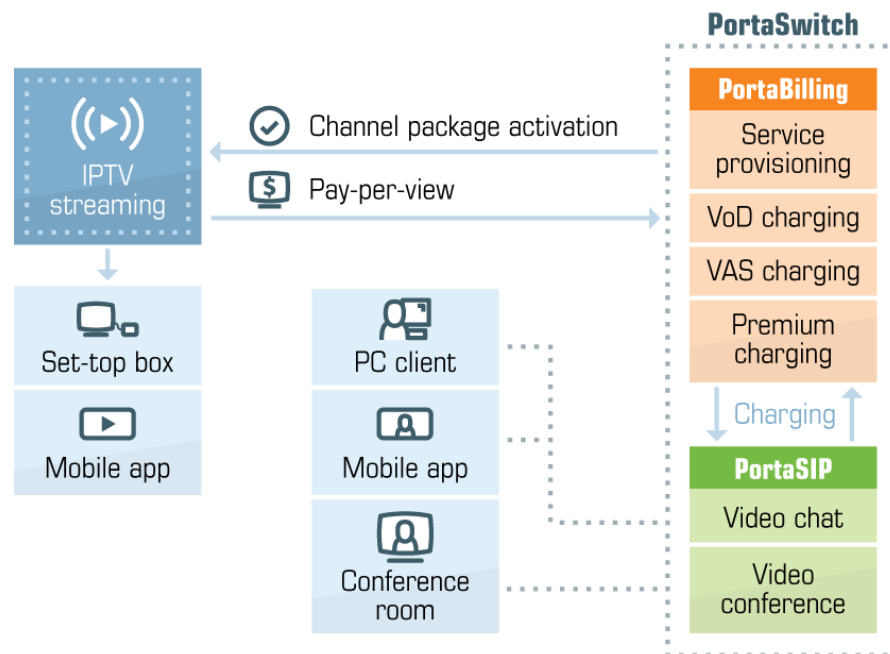 PortaSwitch
IPTV
streaming
Channel package activation
$
Pay-per-view
PortaBilling
Service
provisioning
VoD charging
VAS charging
Premium
charging
Set-top box
Mobile app
PC client
Mobile app
Conference
room
Charging
PortaSIP
Video chat
Video
conference